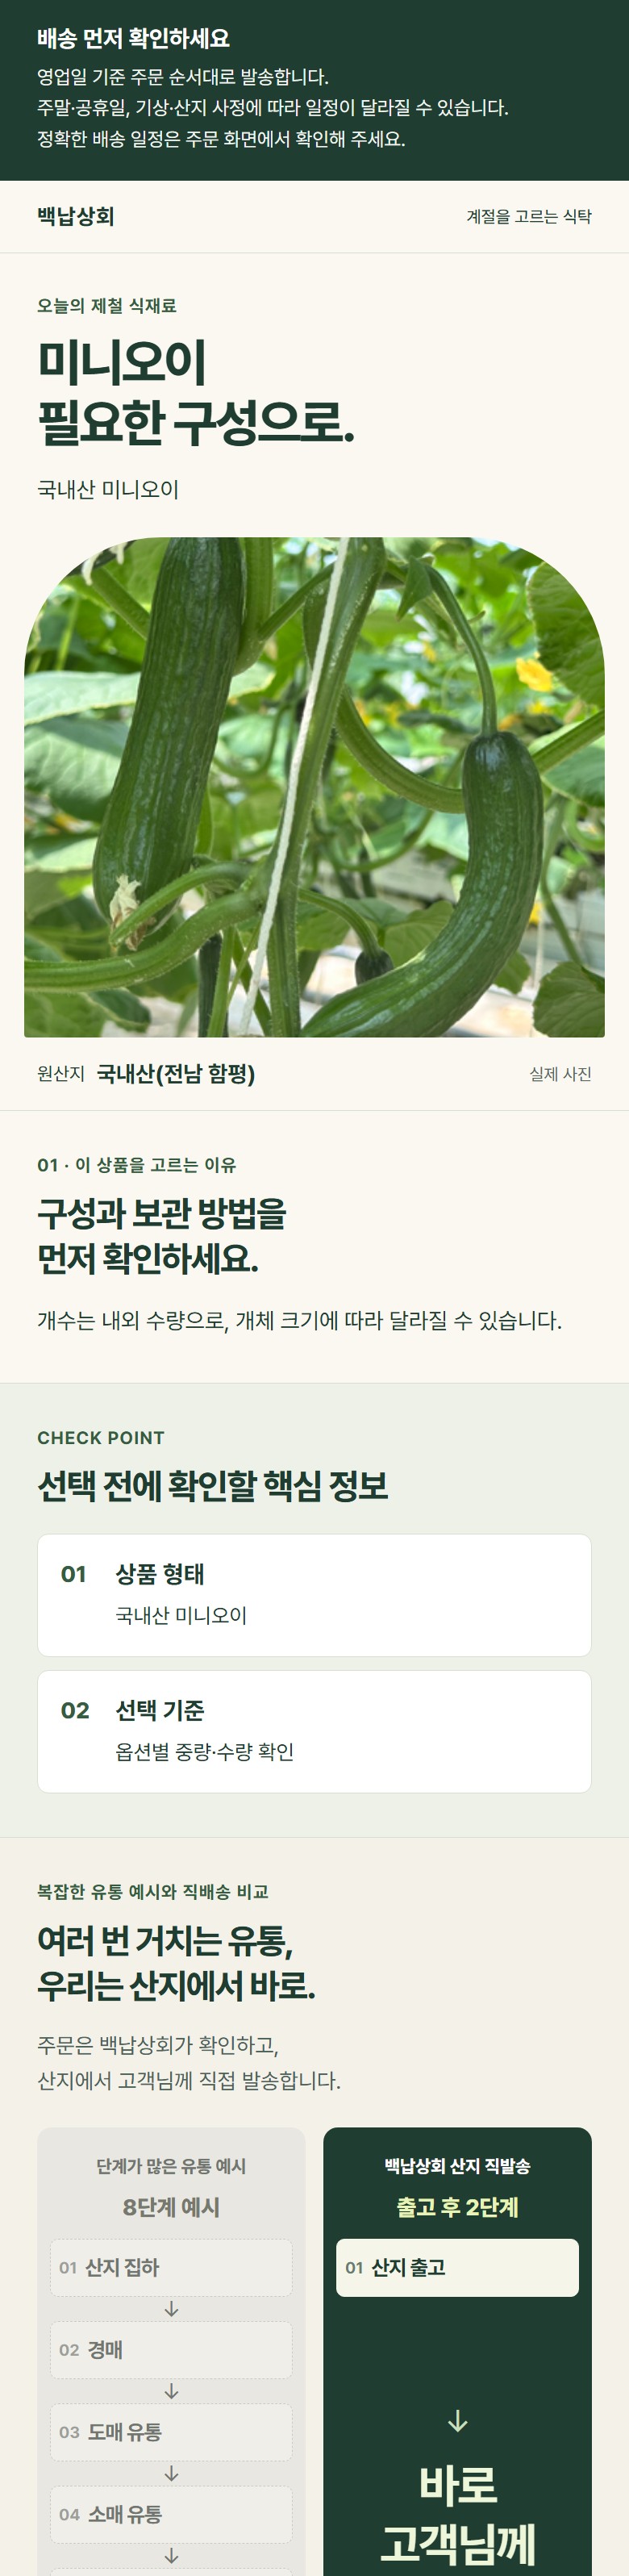 배송 먼저 확인하세요
영업일 기준 주문 순서대로 발송합니다.
주말·공휴일, 기상·산지 사정에 따라 일정이 달라질 수 있습니다.
정확한 배송 일정은 주문 화면에서 확인해 주세요.
백납상회
계절을 고르는 식탁
오늘의 제철 식재료
미니오이
필요한 구성으로.
국내산 미니오이
원산지 국내산(전남 함평)
실제 사진
01 · 이 상품을 고르는 이유
구성과 보관 방법을
먼저 확인하세요.
개수는 내외 수량으로, 개체 크기에 따라 달라질 수 있습니다.
CHECK POINT
선택 전에 확인할 핵심 정보
01 상품 형태
국내산 미니오이
02 선택 기준
옵션별 중량·수량 확인
복잡한 유통 예시와 직배송 비교
여러 번 거치는 유통,
우리는 산지에서 바로.
주문은 백납상회가 확인하고,
산지에서 고객님께 직접 발송합니다.
단계가 많은 유통 예시
8단계 예시
01 산지 집하
↓
02 경매
↓
03 도매 유통
↓
04 소매 유통
↓
백납상회 산지 직발송
출고 후 2단계
01 산지 출고
↓
바로
고객님께